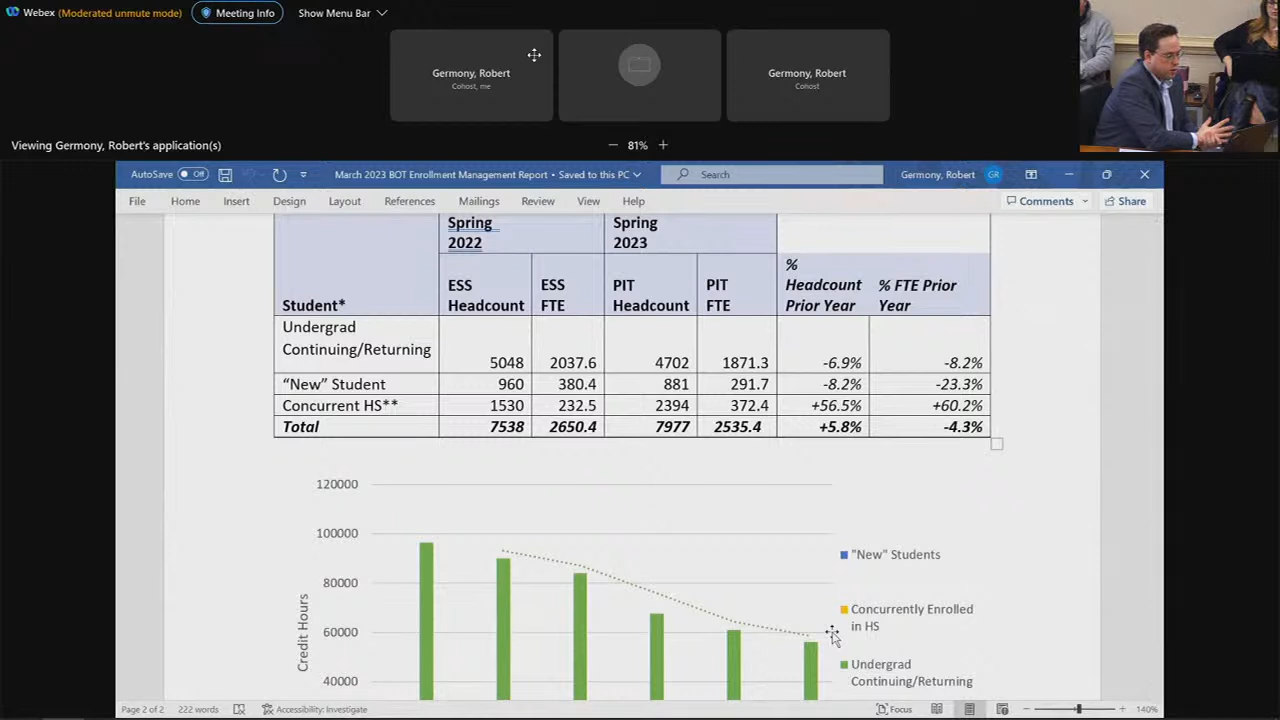 Webex (Moderated unmute mode) Meeting Info Show Menu Bar
Germony, Robert
Cohost, me
Germony, Robert
Cohost
Viewing Germony, Robert's application(s)
81%
AutoSave Off March 2023 BOT Enrollment Management Report • Saved to this PC Search Germony, Robert GR
File Home Insert Design Layout References Mailings Review View Help Comments Share
Spring 2022 Spring 2023
Student* ESS Headcount ESS FTE PIT Headcount PIT FTE % Headcount Prior Year % FTE Prior Year
Undergrad Continuing/Returning 5048 2037.6 4702 1871.3 -6.9% -8.2%
“New” Student 960 380.4 881 291.7 -8.2% -23.3%
Concurrent HS** 1530 232.5 2394 372.4 +56.5% +60.2%
Total 7538 2650.4 7977 2535.4 +5.8% -4.3%
120000
100000
80000
60000
40000
Credit Hours
"New" Students
Concurrently Enrolled
in HS
Undergrad
Continuing/Returning
Page 2 of 2 222 words Accessibility: Investigate Focus 140%